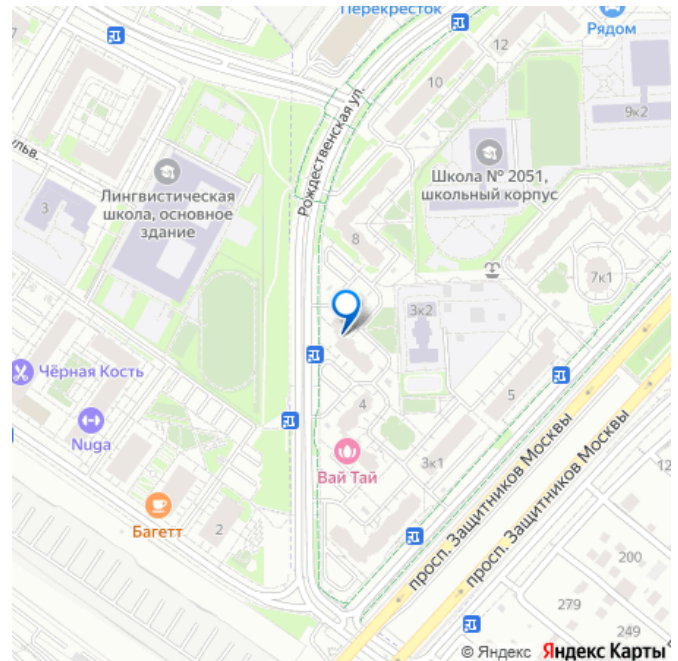 Перекресток
Рядом
12
10
9к2
Рождественская ул.
Школа № 2051,
школьный корпус
Лингвистическая
школа, основное
здание
3
8
7к1
3к2
Чёрная Кость
Nuga
5
4
Вай Тай
3к1
Багетт
2
просп. Защитников Москвы
просп. Защитников Москвы
12
200
279
249
© Яндекс Яндекс Карты